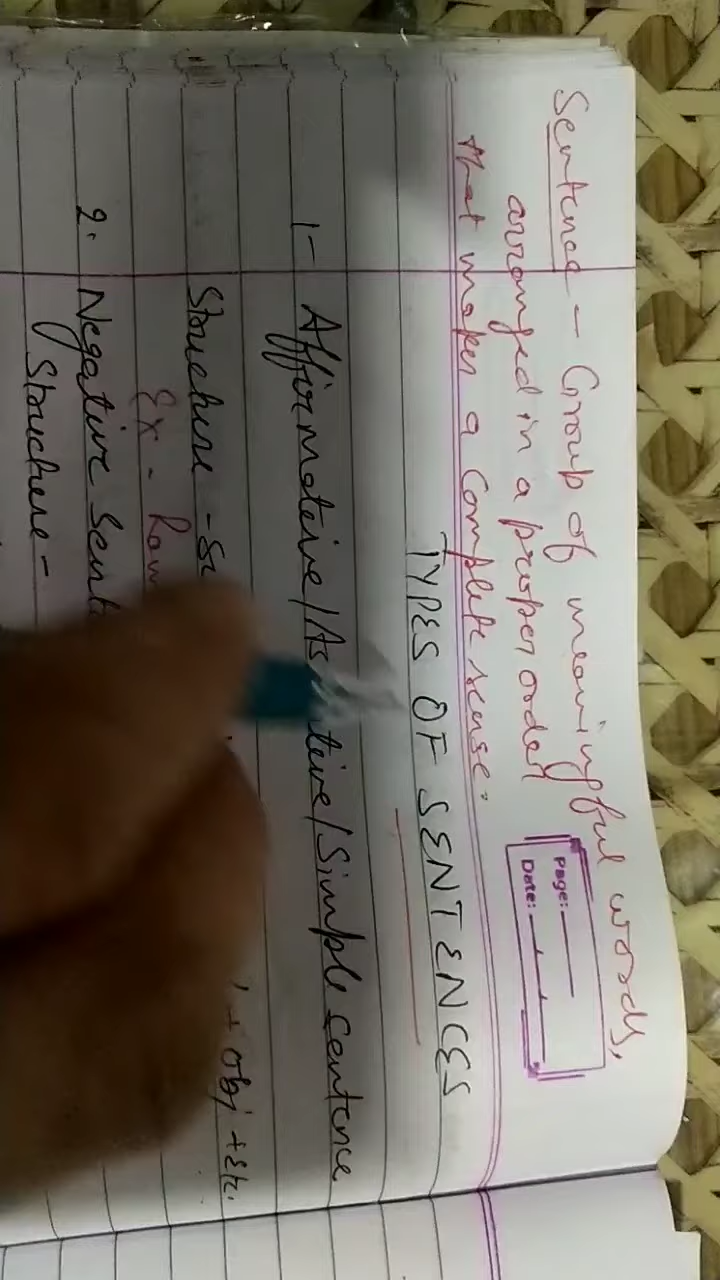 Sentence - Group of meaningful words,
arranged in a proper order
that makes a complete sense.
Page:
Date:
TYPES OF SENTENCES
1- Affirmative/As tive/Simple Sentence
Structure - + obj + etc.
Ex -
2. Negative
Structure -